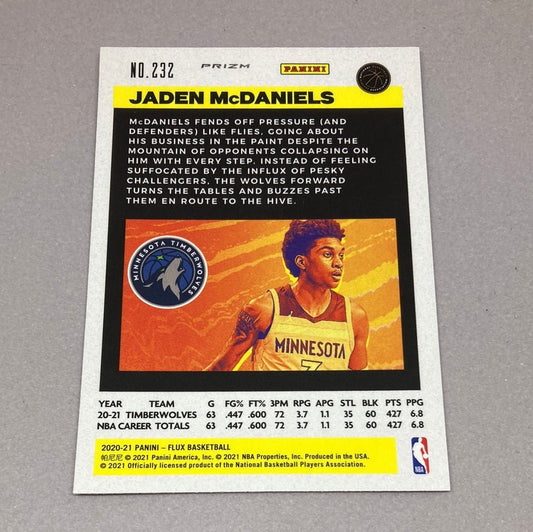 NO.232 PRIZM PANINI
JADEN McDANIELS
McDANIELS FENDS OFF PRESSURE (AND
DEFENDERS) LIKE FLIES, GOING ABOUT
HIS BUSINESS IN THE PAINT DESPITE THE
MOUNTAIN OF OPPONENTS COLLAPSING ON
HIM WITH EVERY STEP. INSTEAD OF FEELING
SUFFOCATED BY THE INFLUX OF PESKY
CHALLENGERS, THE WOLVES FORWARD
TURNS THE TABLES AND BUZZES PAST
THEM EN ROUTE TO THE HIVE.
MINNESOTA TIMBERWOLVES
MINNESOTA
3
YEAR TEAM G FG% FT% 3PM RPG APG STL BLK PTS PPG
20-21 TIMBERWOLVES 63 .447 .600 72 3.7 1.1 35 60 427 6.8
NBA CAREER TOTALS 63 .447 .600 72 3.7 1.1 35 60 427 6.8
2020-21 PANINI – FLUX BASKETBALL
帕尼尼 © 2021 Panini America, Inc. © 2021 NBA Properties, Inc. Produced in the USA.
© 2021 Officially licensed product of the National Basketball Players Association.
NBA